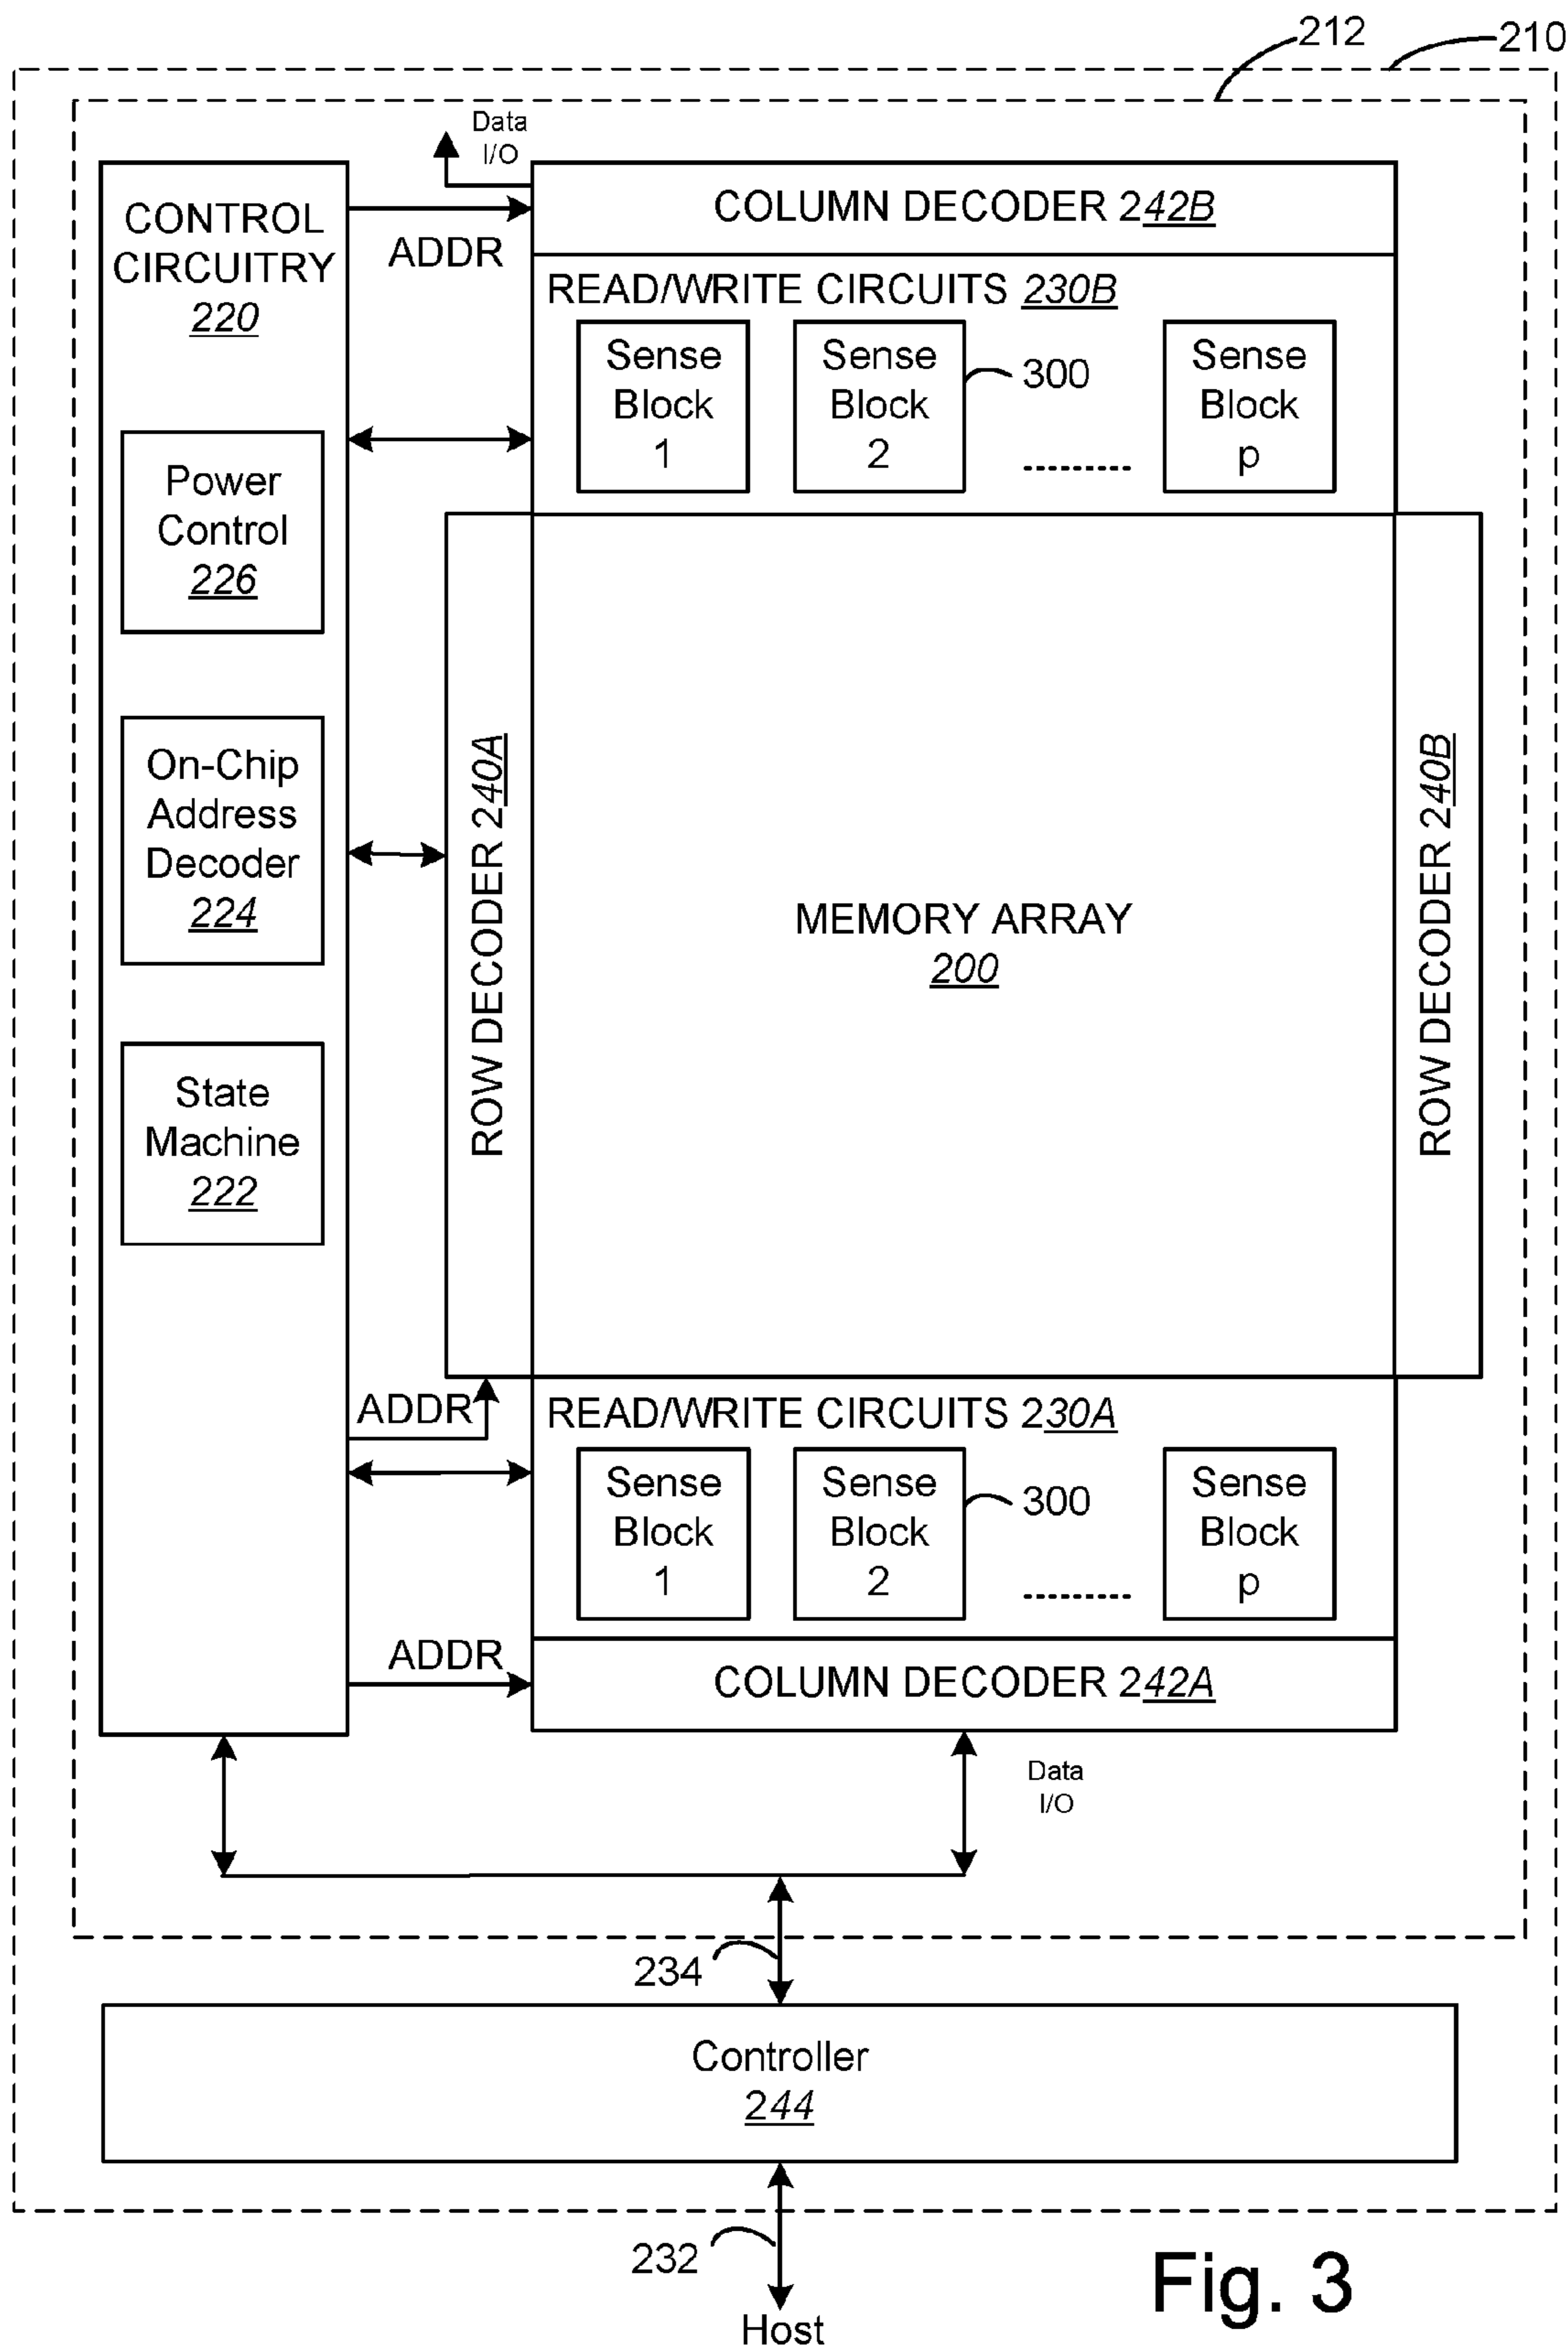 212
210
Data
I/O
CONTROL
CIRCUITRY
220
ADDR
COLUMN DECODER 242B
READ/WRITE CIRCUITS 230B
Sense
Block
1
Sense
Block
2
300
.........
Sense
Block
p
Power
Control
226
On-Chip
Address
Decoder
224
State
Machine
222
ROW DECODER 240A
MEMORY ARRAY
200
ROW DECODER 240B
ADDR
READ/WRITE CIRCUITS 230A
Sense
Block
1
Sense
Block
2
300
.........
Sense
Block
p
ADDR
COLUMN DECODER 242A
Data
I/O
234
Controller
244
232
Host
Fig. 3